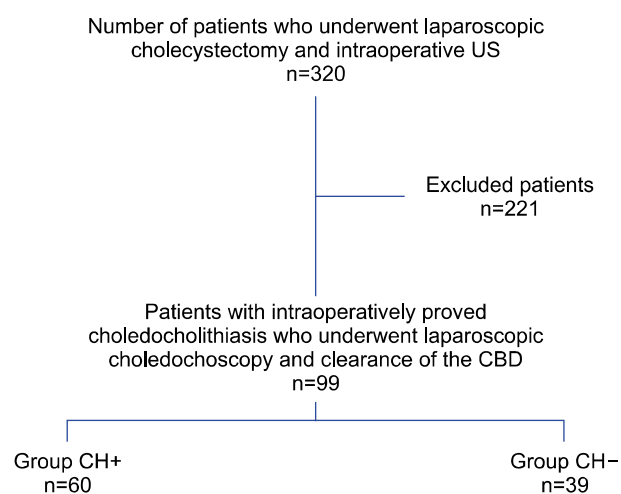 Number of patients who underwent laparoscopic
cholecystectomy and intraoperative US
n=320
Excluded patients
n=221
Patients with intraoperatively proved
choledocholithiasis who underwent laparoscopic
choledochoscopy and clearance of the CBD
n=99
Group CH+
n=60
Group CH−
n=39